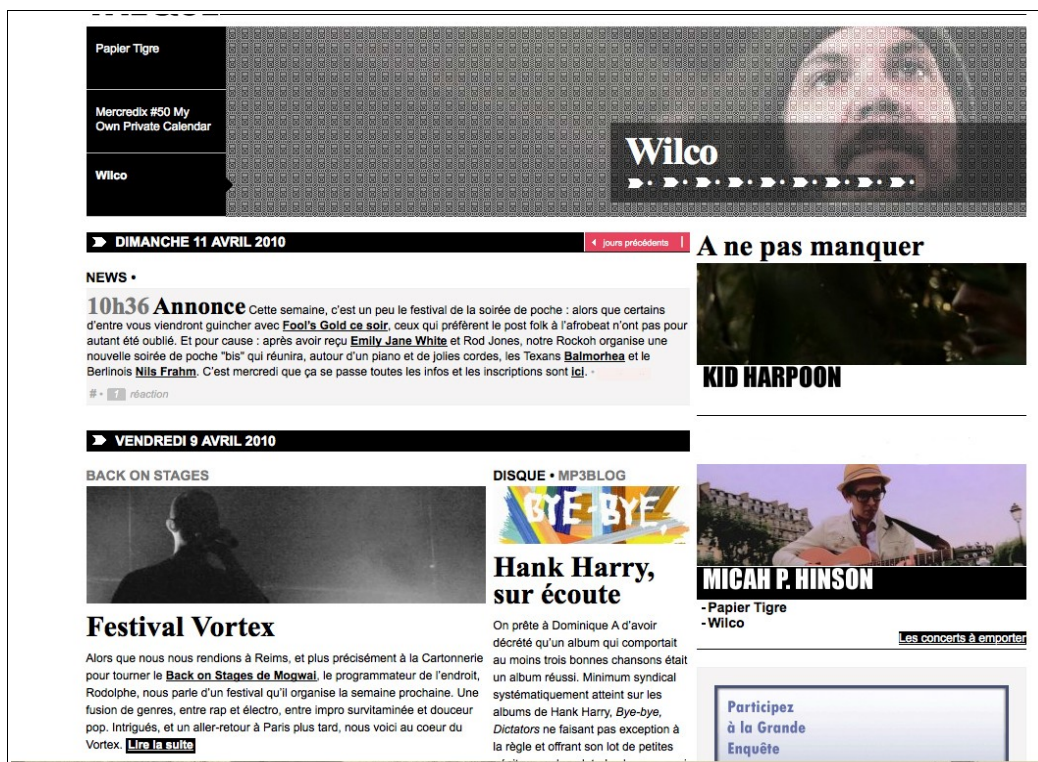 Papier Tigre
Mercredix #50 My
Own Private Calendar
Wilco
Wilco
DIMANCHE 11 AVRIL 2010
jours précédents
NEWS •
10h36 Annonce Cette semaine, c'est un peu le festival de la soirée de poche : alors que certains
d'entre vous viendront guincher avec Fool's Gold ce soir, ceux qui préfèrent le post folk à l'afrobeat n'ont pas pour
autant été oublié. Et pour cause : après avoir reçu Emily Jane White et Rod Jones, notre Rockoh organise une
nouvelle soirée de poche "bis" qui réunira, autour d'un piano et de jolies cordes, les Texans Balmorhea et le
Berlinois Nils Frahm. C'est mercredi que ça se passe toutes les infos et les inscriptions sont ici. •
# • 1 réaction
VENDREDI 9 AVRIL 2010
BACK ON STAGES
Festival Vortex
Alors que nous nous rendions à Reims, et plus précisément à la Cartonnerie
pour tourner le Back on Stages de Mogwai, le programmateur de l'endroit,
Rodolphe, nous parle d'un festival qu'il organise la semaine prochaine. Une
fusion de genres, entre rap et électro, entre impro survitaminée et douceur
pop. Intrigués, et un aller-retour à Paris plus tard, nous voici au coeur du
Vortex. Lire la suite
DISQUE • MP3BLOG
BYE-BYE,
Hank Harry,
sur écoute
On prête à Dominique A d'avoir
décrété qu'un album qui comportait
au moins trois bonnes chansons était
un album réussi. Minimum syndical
systématiquement atteint sur les
albums de Hank Harry, Bye-bye,
Dictators ne faisant pas exception à
la règle et offrant son lot de petites
A ne pas manquer
KID HARPOON
MICAH P. HINSON
- Papier Tigre
- Wilco
Les concerts à emporter
Participez
à la Grande
Enquête